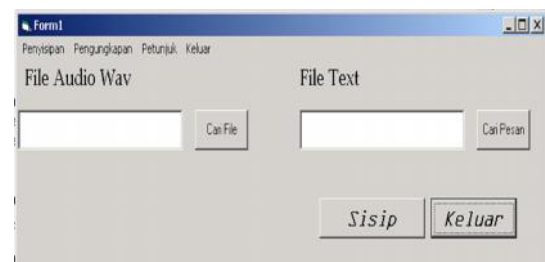 Form1
Penyisipan Pengungkapan Petunjuk Keluar
File Audio Wav File Text
Cari File Cari Pesan
Sisip Keluar